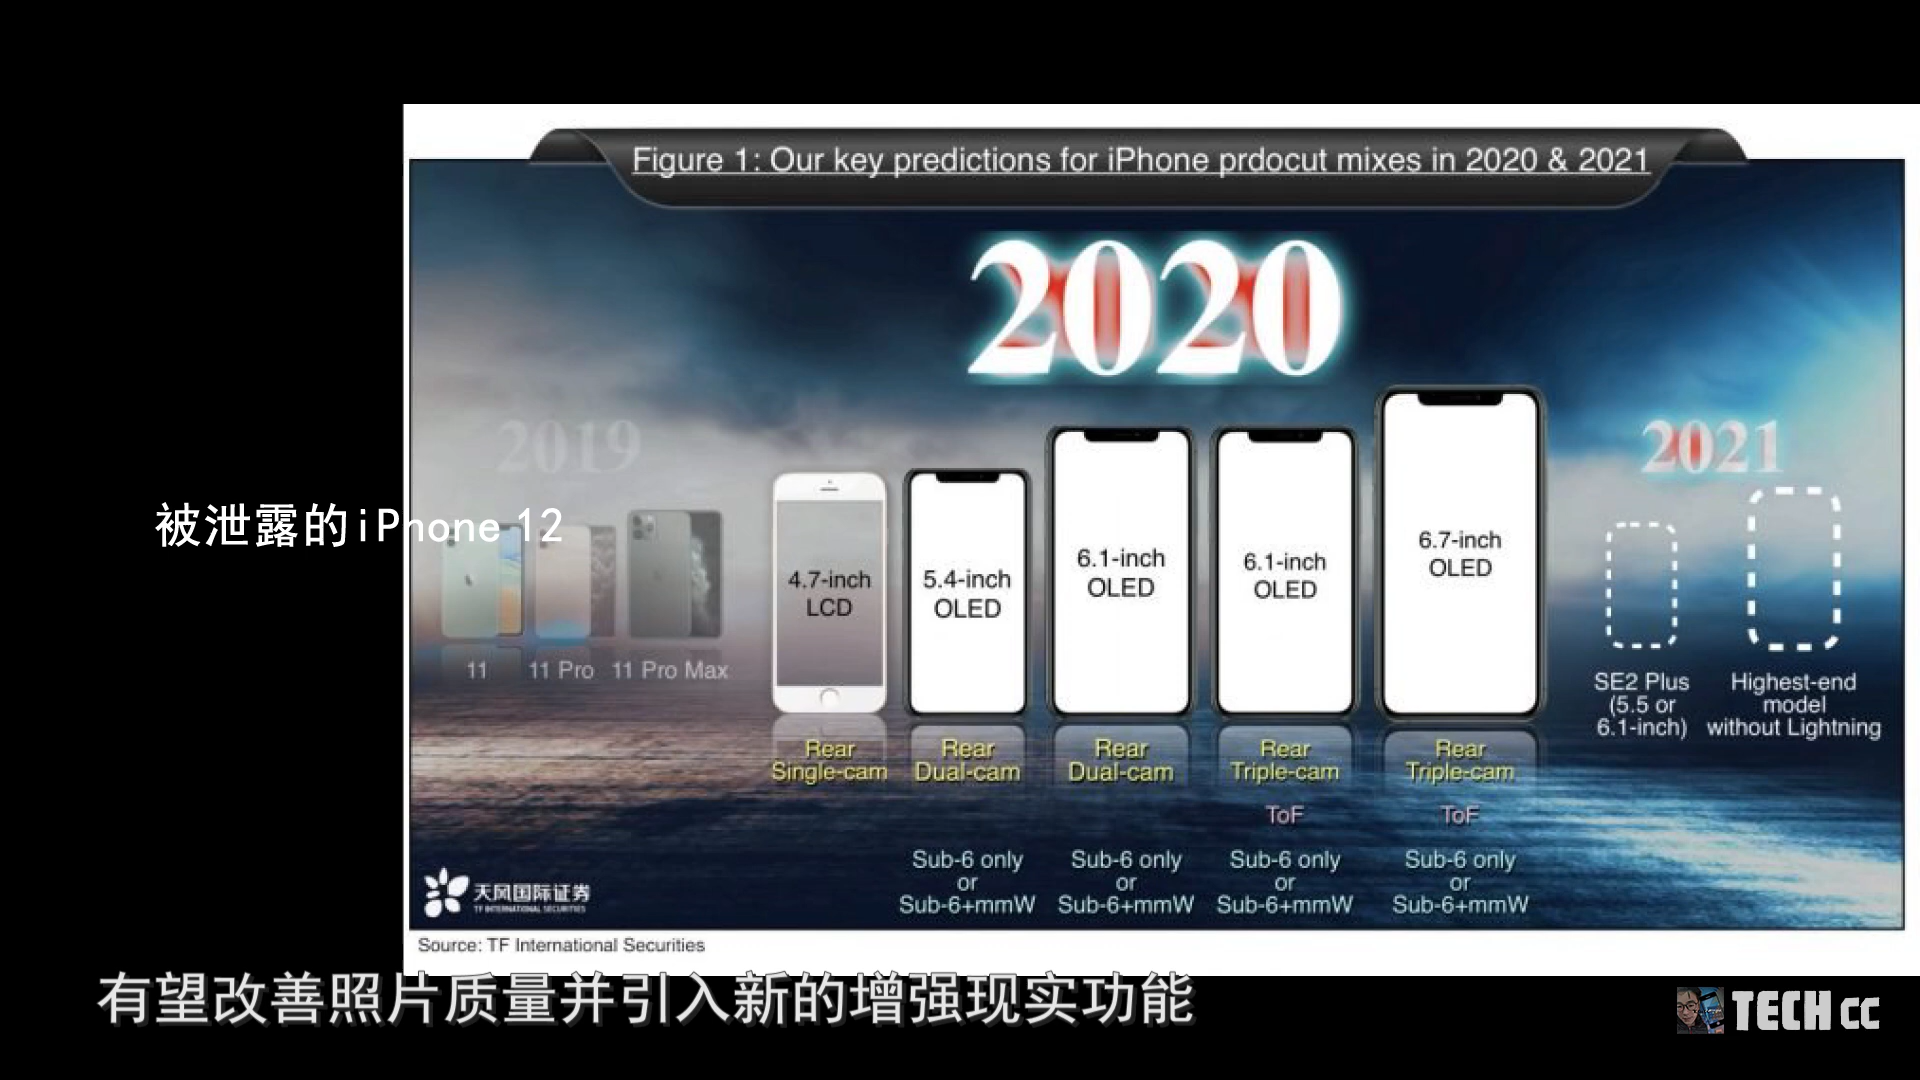 Figure 1: Our key predictions for iPhone prdocut mixes in 2020 & 2021
2020
2019
2021
被泄露的iPhone 12
11
11 Pro
11 Pro Max
4.7-inch
LCD
5.4-inch
OLED
6.1-inch
OLED
6.1-inch
OLED
6.7-inch
OLED
SE2 Plus
(5.5 or
6.1-inch)
Highest-end
model
without Lightning
Rear
Single-cam
Rear
Dual-cam
Rear
Dual-cam
Rear
Triple-cam
Rear
Triple-cam
ToF
ToF
Sub-6 only
or
Sub-6+mmW
Sub-6 only
or
Sub-6+mmW
Sub-6 only
or
Sub-6+mmW
Sub-6 only
or
Sub-6+mmW
天风国际证券
TF INTERNATIONAL SECURITIES
Source: TF International Securities
有望改善照片质量并引入新的增强现实功能
TECH cc